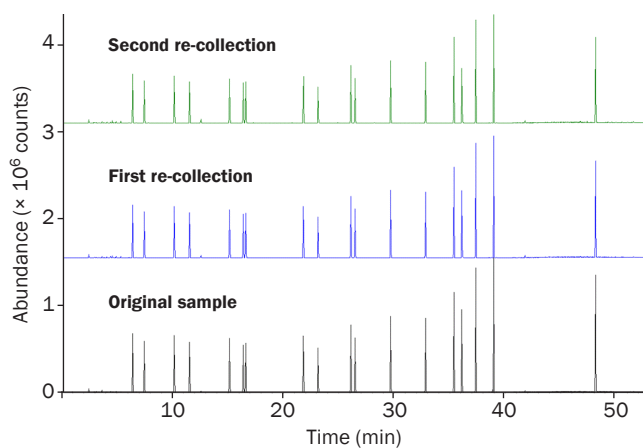 4
Second re-collection
3
First re-collection
2
Original sample
1
0
10
20
30
40
50
Abundance (× 10⁶ counts)
Time (min)